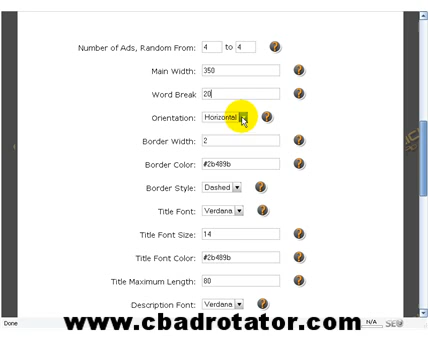 Number of Ads, Random From: 4 to 4
Main Width: 350
Word Break 20
Orientation: Horizontal
Border Width: 2
Border Color: #2b489b
Border Style: Dashed
Title Font: Verdana
Title Font Size: 14
Title Font Color: #2b489b
Title Maximum Length: 80
Description Font: Verdana
Done N/A
www.cbadrotator.com